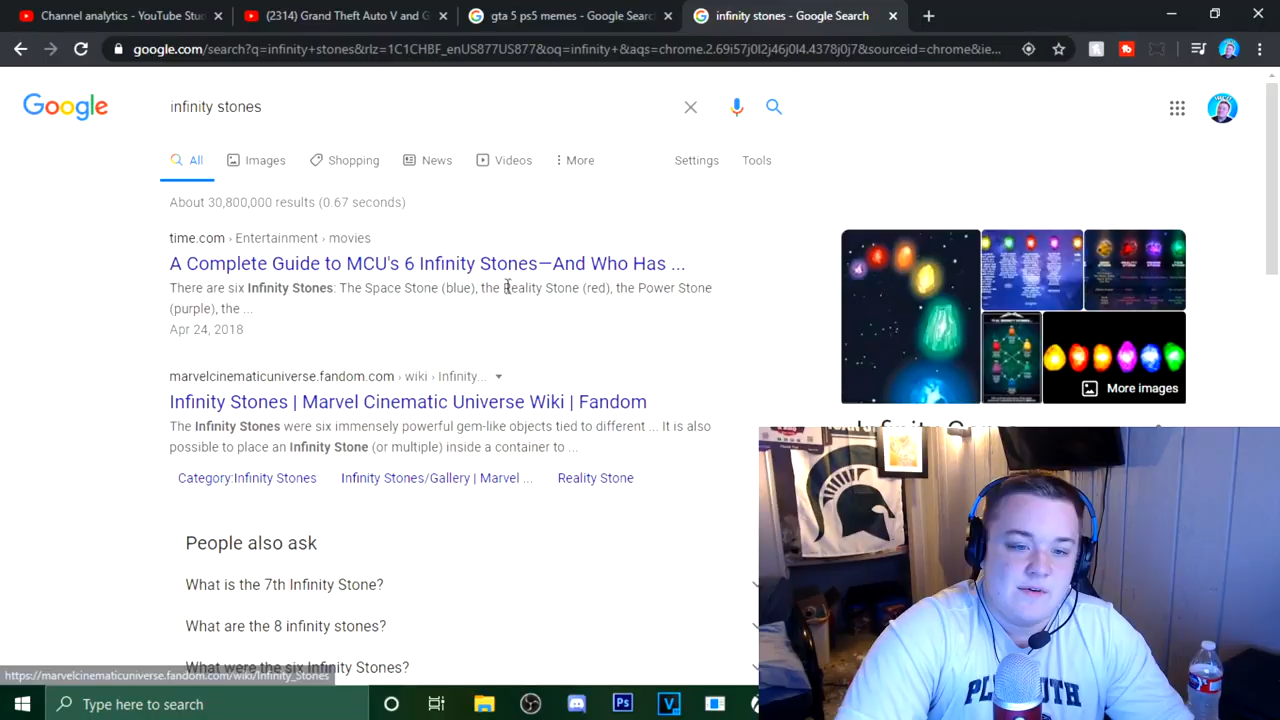 Channel analytics - YouTube Stud
(2314) Grand Theft Auto V and G
gta 5 ps5 memes - Google Searc
infinity stones - Google Search
google.com/search?q=infinity+stones&rlz=1C1CHBF_enUS877US877&oq=infinity+&aqs=chrome.2.69i57j0l2j46j0l4.4378j0j7&sourceid=chrome&ie...
Google
infinity stones
All Images Shopping News Videos More Settings Tools
About 30,800,000 results (0.67 seconds)
time.com › Entertainment › movies
A Complete Guide to MCU's 6 Infinity Stones—And Who Has ...
There are six Infinity Stones: The Space Stone (blue), the Reality Stone (red), the Power Stone
(purple), the ...
Apr 24, 2018
More images
marvelcinematicuniverse.fandom.com › wiki › Infinity...
Infinity Stones | Marvel Cinematic Universe Wiki | Fandom
The Infinity Stones were six immensely powerful gem-like objects tied to different ... It is also
possible to place an Infinity Stone (or multiple) inside a container to ...
Category:Infinity Stones Infinity Stones/Gallery | Marvel ... Reality Stone
People also ask
What is the 7th Infinity Stone?
What are the 8 infinity stones?
What were the six Infinity Stones?
https://marvelcinematicuniverse.fandom.com/wiki/Infinity_Stones
Type here to search
Ps
V